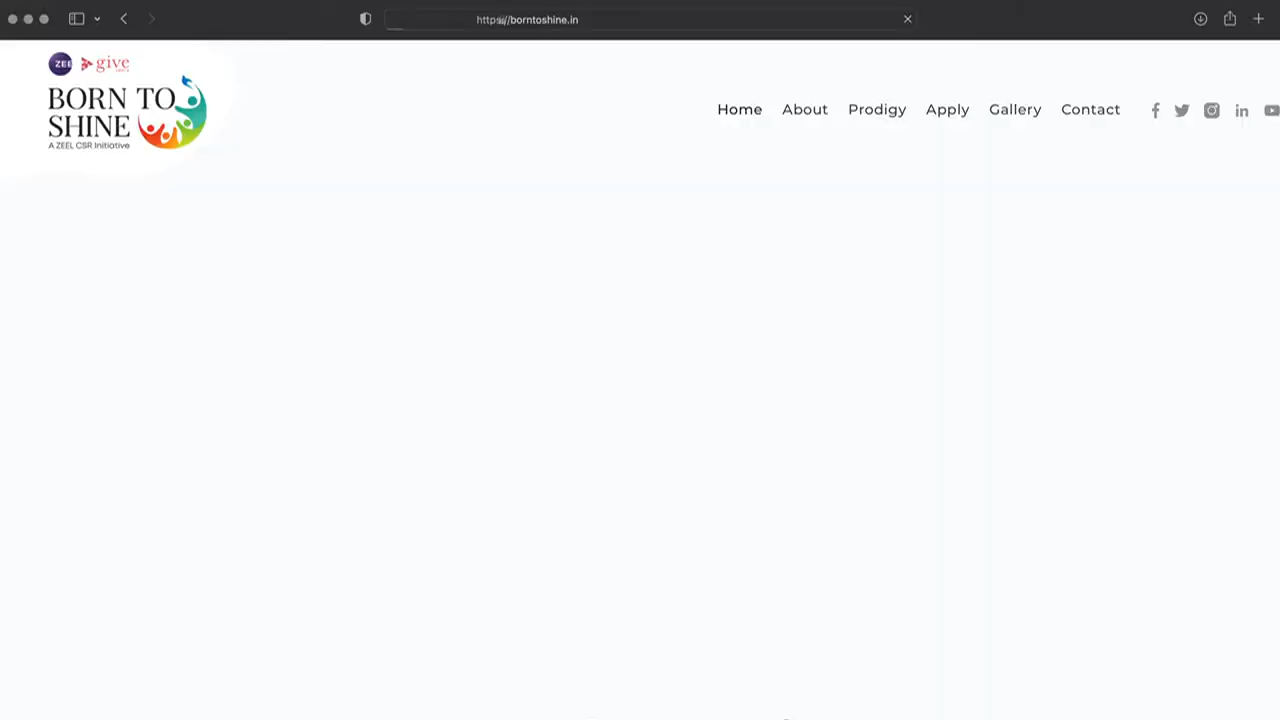 https://borntoshine.in
ZEE give
BORN TO
SHINE
A ZEEL CSR Initiative
Home About Prodigy Apply Gallery Contact